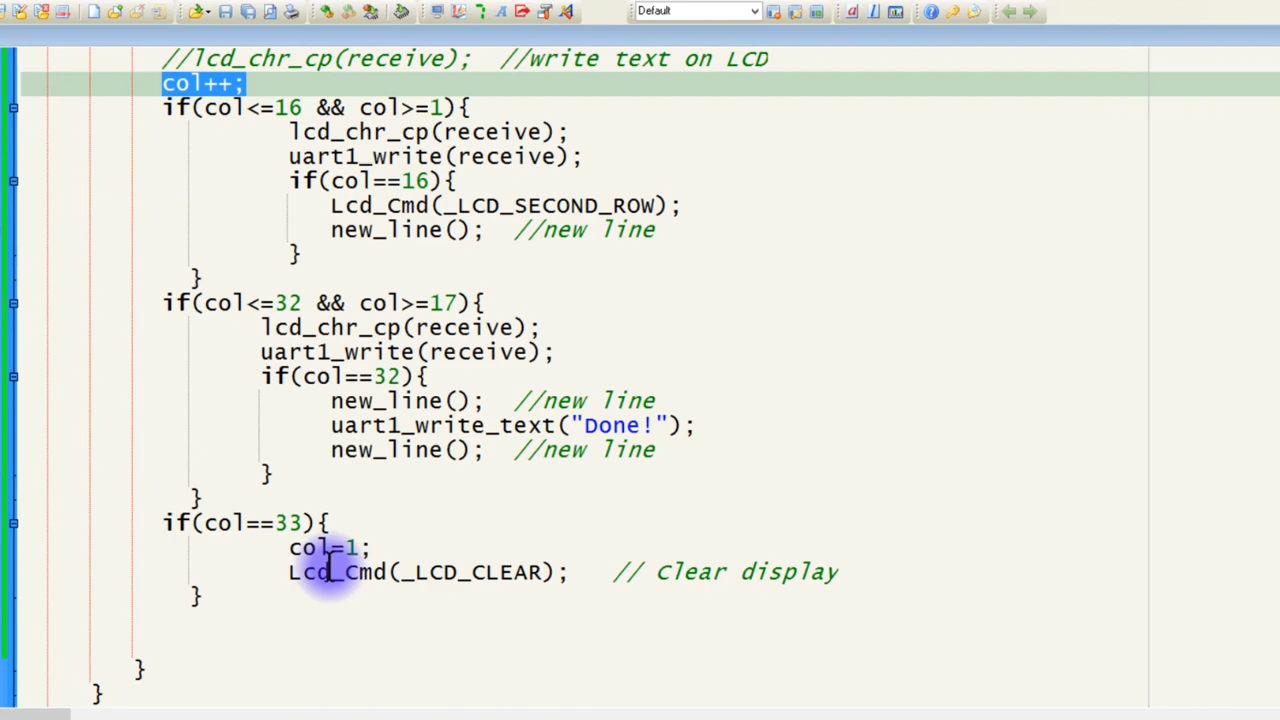 Default
//lcd_chr_cp(receive);  //write text on LCD
col++;
if(col<=16 && col>=1){
lcd_chr_cp(receive);
uart1_write(receive);
if(col==16){
Lcd_Cmd(_LCD_SECOND_ROW);
new_line();  //new line
}
}
if(col<=32 && col>=17){
lcd_chr_cp(receive);
uart1_write(receive);
if(col==32){
new_line();  //new line
uart1_write_text("Done!");
new_line();  //new line
}
}
if(col==33){
col=1;
Lcd_Cmd(_LCD_CLEAR);   // Clear display
}
}
}